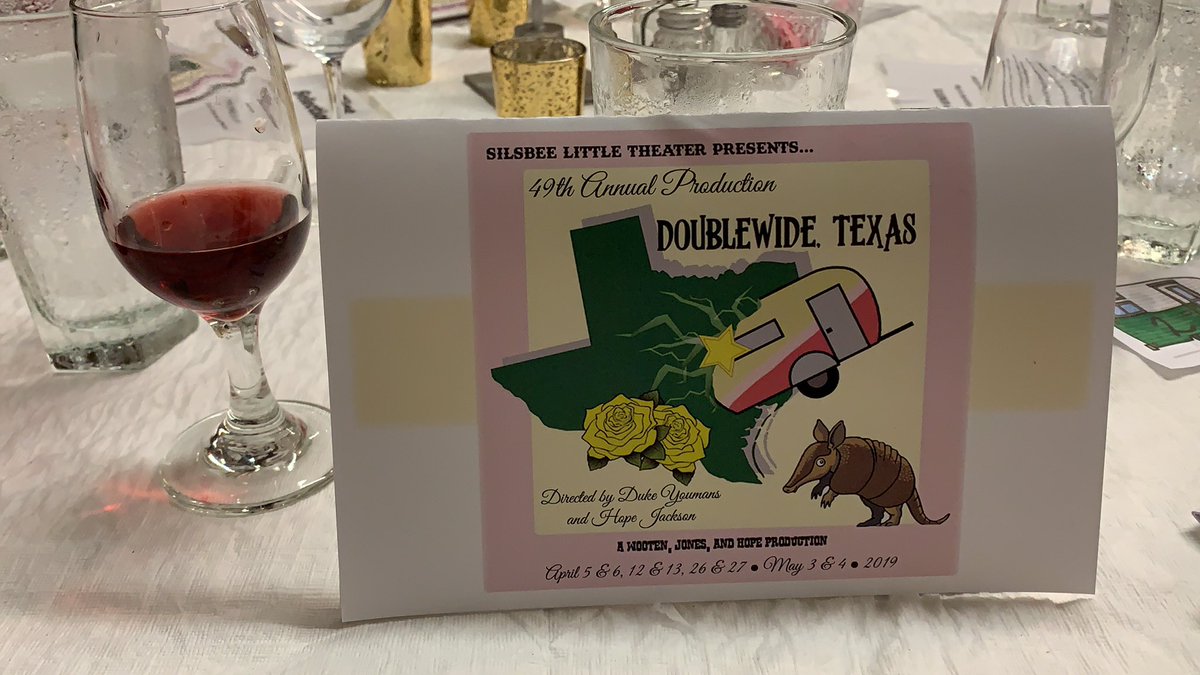 SILSBEE LITTLE THEATER PRESENTS...
49th Annual Production
DOUBLEWIDE, TEXAS
Directed by Duke Youmans
and Hope Jackson
A WOOTEN, JONES, AND HOPE PRODUCTION
April 5 & 6, 12 & 13, 26 & 27 • May 3 & 4 • 2019